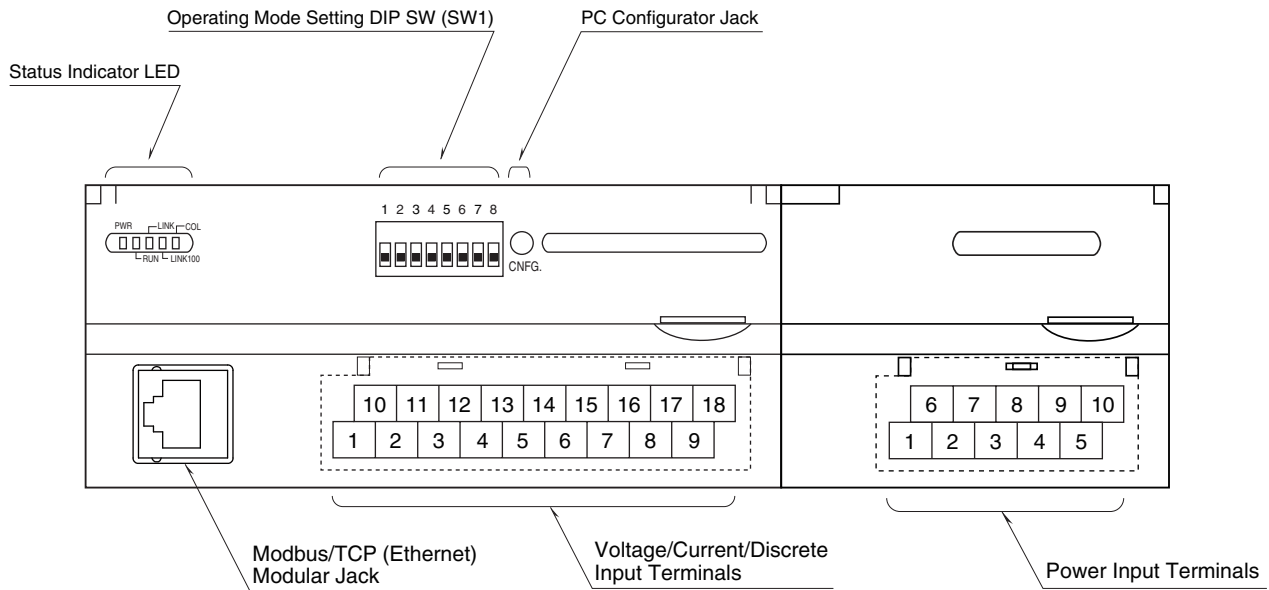 Operating Mode Setting DIP SW (SW1)
PC Configurator Jack
Status Indicator LED
1 2 3 4 5 6 7 8
PWR LINK COL
RUN LINK100
CNFG.
10 11 12 13 14 15 16 17 18
1 2 3 4 5 6 7 8 9
6 7 8 9 10
1 2 3 4 5
Modbus/TCP (Ethernet)
Modular Jack
Voltage/Current/Discrete
Input Terminals
Power Input Terminals